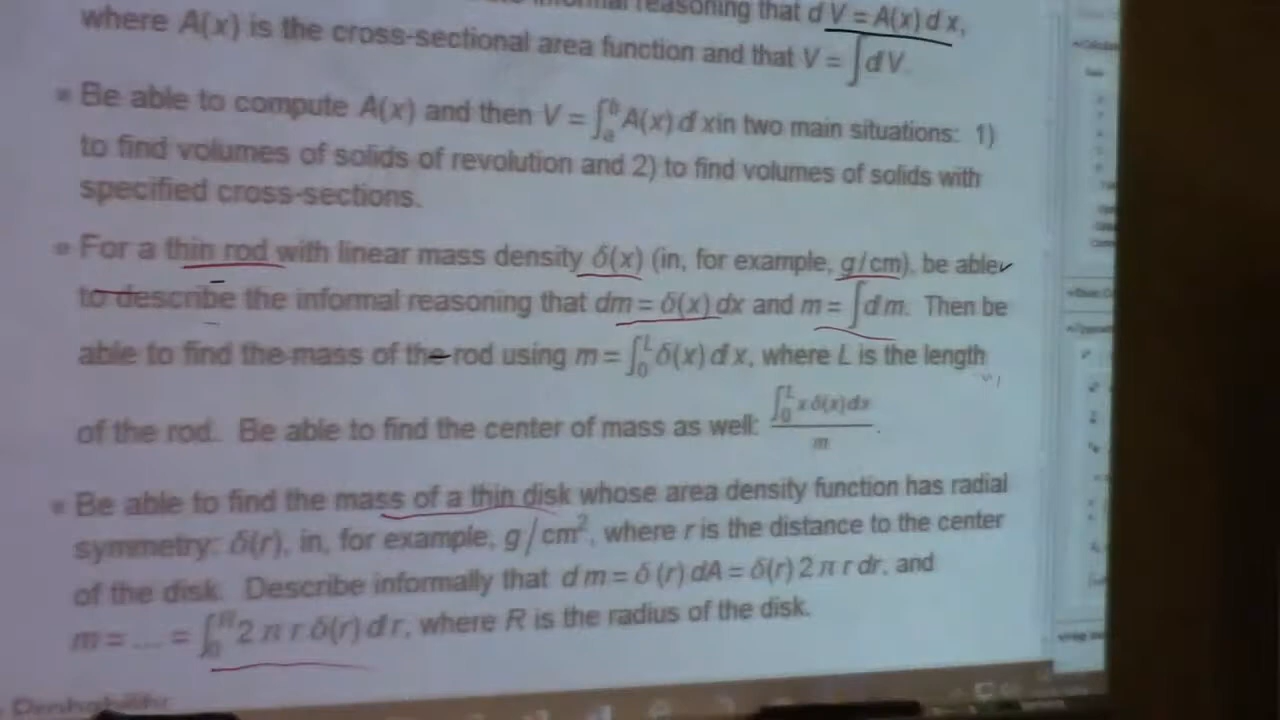 informal reasoning that d V = A(x) d x,
where A(x) is the cross-sectional area function and that V = ∫ d V.
Be able to compute A(x) and then V = ∫ₐᵇ A(x) d xin two main situations: 1)
to find volumes of solids of revolution and 2) to find volumes of solids with
specified cross-sections.
For a thin rod with linear mass density δ(x) (in, for example, g/cm), be able
to describe the informal reasoning that dm = δ(x) dx and m = ∫ d m. Then be
able to find the mass of the rod using m = ∫₀ᴸ δ(x) d x, where L is the length
of the rod. Be able to find the center of mass as well: ∫₀ᴸ x δ(x) dx / m.
Be able to find the mass of a thin disk whose area density function has radial
symmetry: δ(r), in, for example, g/cm², where r is the distance to the center
of the disk. Describe informally that d m = δ (r) dA = δ(r) 2 π r dr, and
m = ... = ∫₀ᴿ 2 π r δ(r) d r, where R is the radius of the disk.